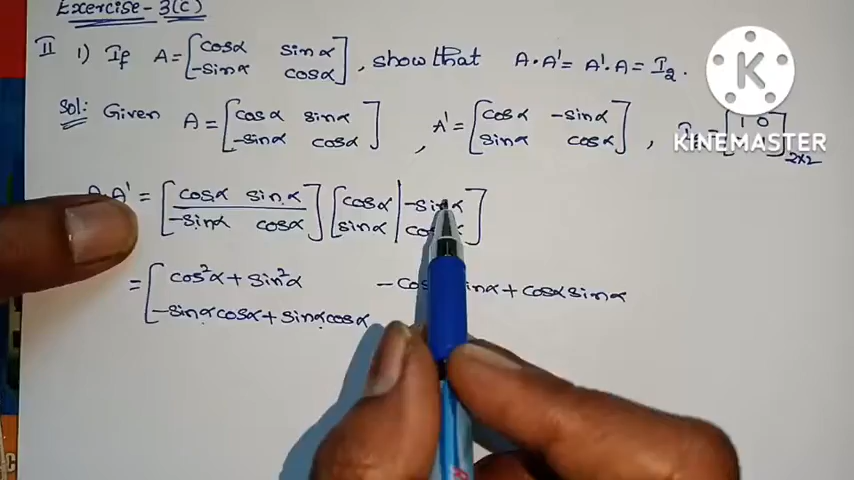 Exercise - 3(c)
II 1) If A = [cosα sinα
-sinα cosα], show that A·A' = A'·A = I₂.
Sol: Given A = [cosα sinα
-sinα cosα], A' = [cosα -sinα
sinα cosα],
KINEMASTER
2x2
A' = [cosα sinα
-sinα cosα] [cosα -sinα
sinα
= [cos²α + sin²α + cosα sinα
-sinα cosα + sinα cosα